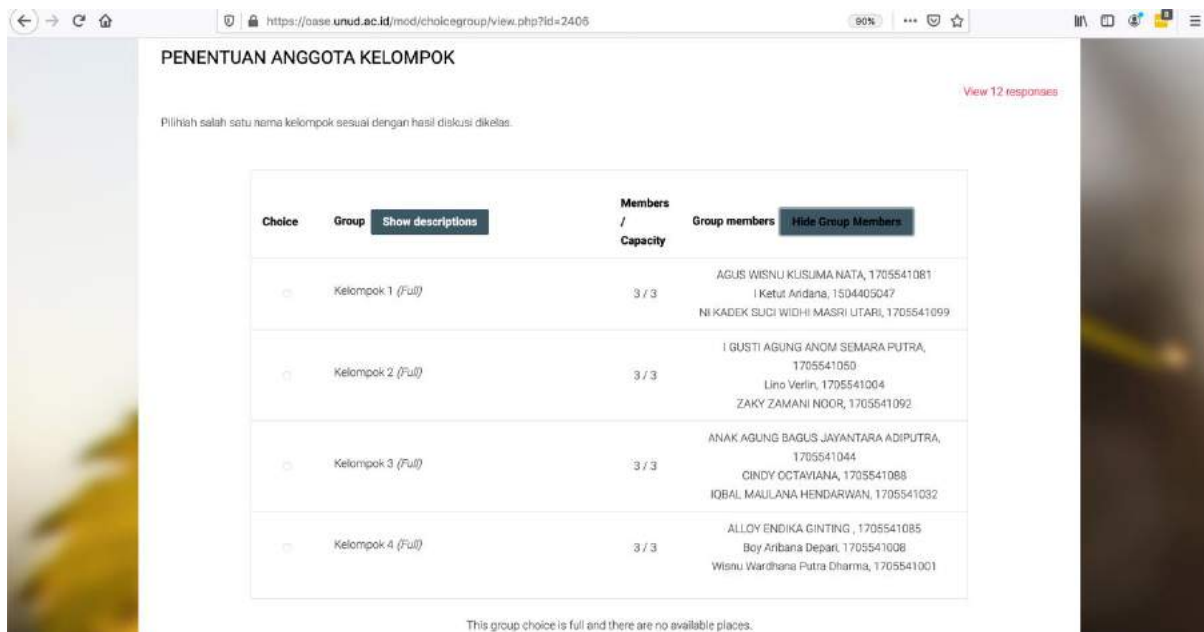 https://oase.unud.ac.id/mod/choicegroup/view.php?id=2406
90%
8
PENENTUAN ANGGOTA KELOMPOK
View 12 responses
Pilihlah salah satu nama kelompok sesuai dengan hasil diskusi dikelas.
Choice Group Show descriptions Members / Capacity Group members Hide Group Members
Kelompok 1 (Full) 3 / 3
AGUS WISNU KUSUMA NATA, 1705541081
I Ketut Aridana, 1504405047
NI KADEK SUCI WIDHI MASRI UTARI, 1705541099
Kelompok 2 (Full) 3 / 3
I GUSTI AGUNG ANOM SEMARA PUTRA,
1705541050
Lino Verlin, 1705541004
ZAKY ZAMANI NOOR, 1705541092
Kelompok 3 (Full) 3 / 3
ANAK AGUNG BAGUS JAYANTARA ADIPUTRA,
1705541044
CINDY OCTAVIANA, 1705541088
IQBAL MAULANA HENDARWAN, 1705541032
Kelompok 4 (Full) 3 / 3
ALLOY ENDIKA GINTING , 1705541085
Boy Aribana Depari, 1705541008
Wisnu Wardhana Putra Dharma, 1705541001
This group choice is full and there are no available places.